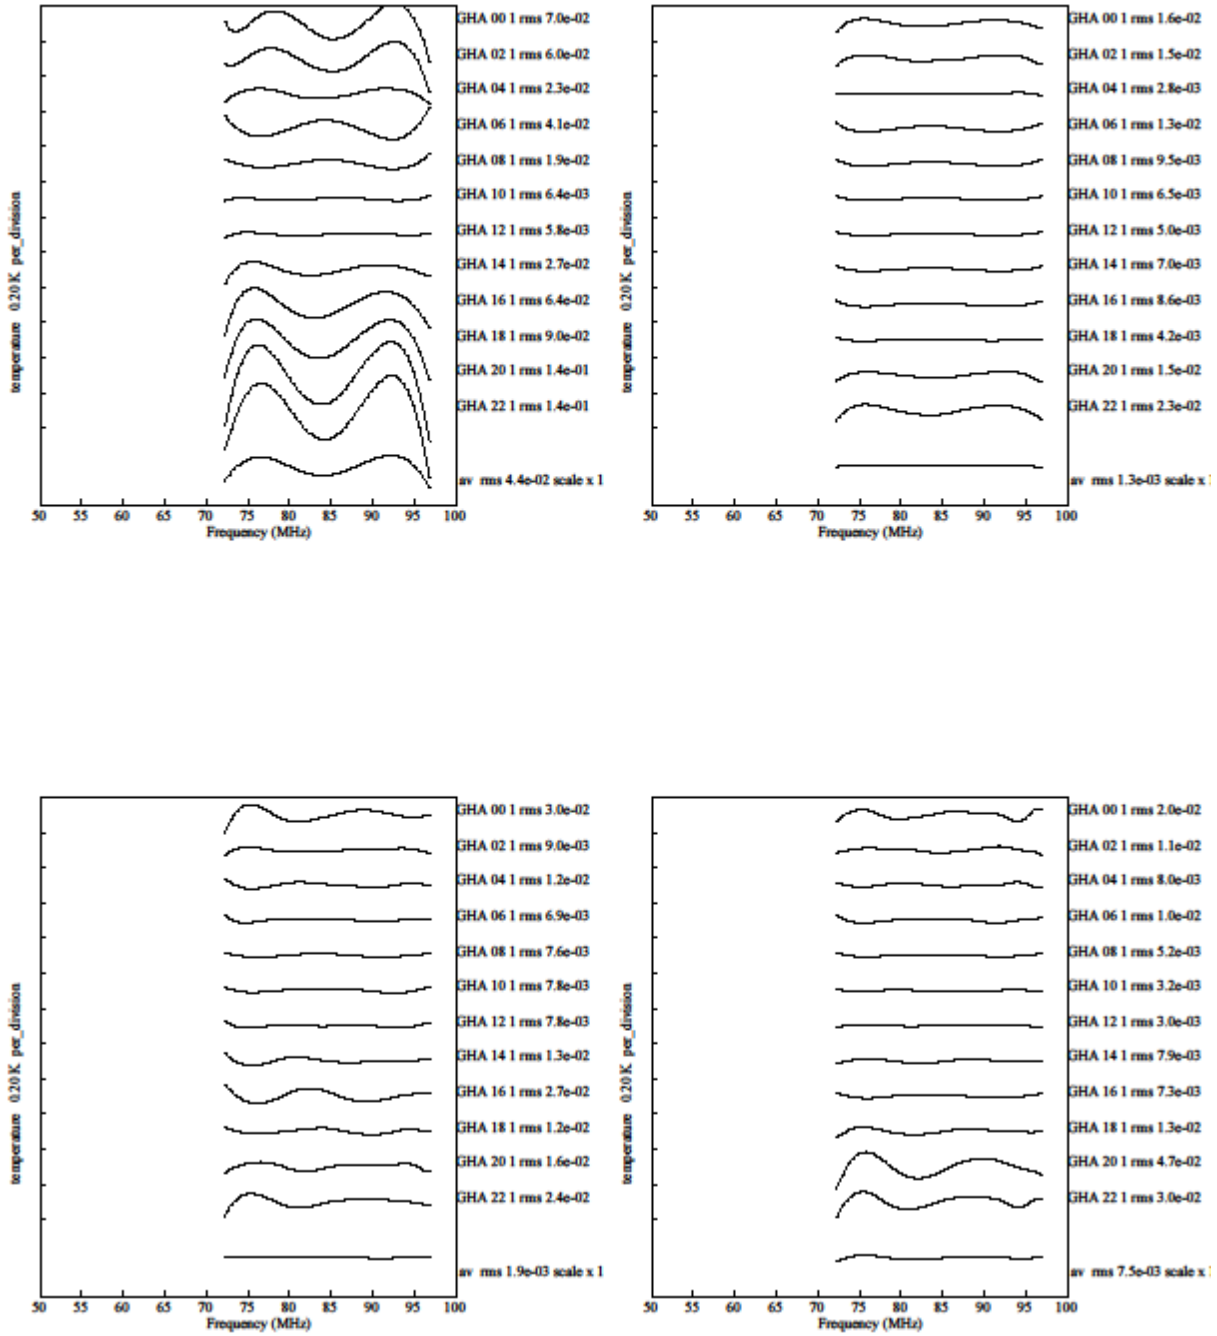 GHA 00 1 rms 7.0e-02
GHA 02 1 rms 6.0e-02
GHA 04 1 rms 2.3e-02
GHA 06 1 rms 4.1e-02
GHA 08 1 rms 1.9e-02
GHA 10 1 rms 6.4e-03
GHA 12 1 rms 5.8e-03
GHA 14 1 rms 2.7e-02
GHA 16 1 rms 6.4e-02
GHA 18 1 rms 9.0e-02
GHA 20 1 rms 1.4e-01
GHA 22 1 rms 1.4e-01
av rms 4.4e-02 scale x 1
temperature 0.20 K per_division
50 55 60 65 70 75 80 85 90 95 100
Frequency (MHz)
GHA 00 1 rms 1.6e-02
GHA 02 1 rms 1.5e-02
GHA 04 1 rms 2.8e-03
GHA 06 1 rms 1.3e-02
GHA 08 1 rms 9.5e-03
GHA 10 1 rms 6.5e-03
GHA 12 1 rms 5.0e-03
GHA 14 1 rms 7.0e-03
GHA 16 1 rms 8.6e-03
GHA 18 1 rms 4.2e-03
GHA 20 1 rms 1.5e-02
GHA 22 1 rms 2.3e-02
av rms 1.3e-03 scale x 1
temperature 0.20 K per_division
50 55 60 65 70 75 80 85 90 95 100
Frequency (MHz)
GHA 00 1 rms 3.0e-02
GHA 02 1 rms 9.0e-03
GHA 04 1 rms 1.2e-02
GHA 06 1 rms 6.9e-03
GHA 08 1 rms 7.6e-03
GHA 10 1 rms 7.8e-03
GHA 12 1 rms 7.8e-03
GHA 14 1 rms 1.3e-02
GHA 16 1 rms 2.7e-02
GHA 18 1 rms 1.2e-02
GHA 20 1 rms 1.6e-02
GHA 22 1 rms 2.4e-02
av rms 1.9e-03 scale x 1
temperature 0.20 K per_division
50 55 60 65 70 75 80 85 90 95 100
Frequency (MHz)
GHA 00 1 rms 2.0e-02
GHA 02 1 rms 1.1e-02
GHA 04 1 rms 8.0e-03
GHA 06 1 rms 1.0e-02
GHA 08 1 rms 5.2e-03
GHA 10 1 rms 3.2e-03
GHA 12 1 rms 3.0e-03
GHA 14 1 rms 7.9e-03
GHA 16 1 rms 7.3e-03
GHA 18 1 rms 1.3e-02
GHA 20 1 rms 4.7e-02
GHA 22 1 rms 3.0e-02
av rms 7.5e-03 scale x 1
temperature 0.20 K per_division
50 55 60 65 70 75 80 85 90 95 100
Frequency (MHz)